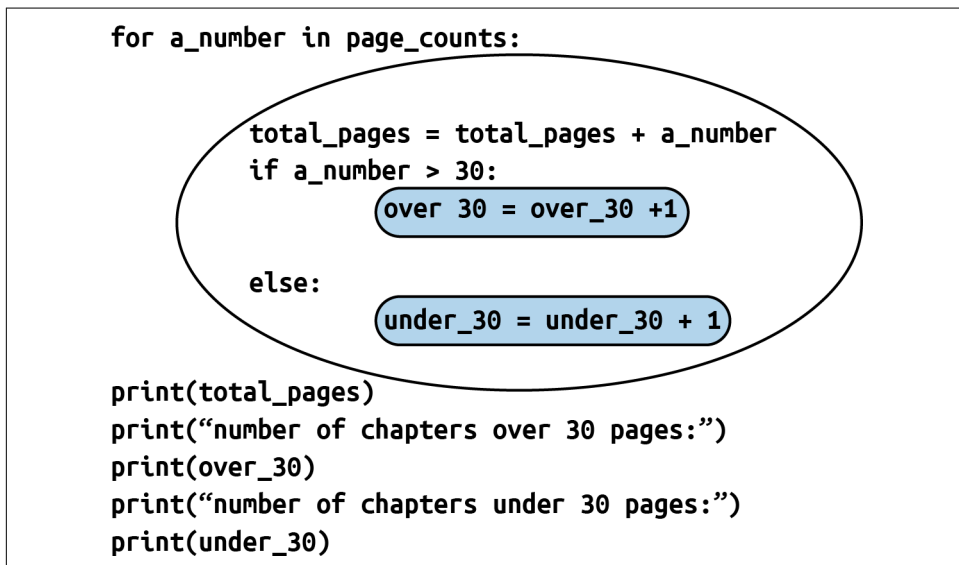 for a_number in page_counts:
total_pages = total_pages + a_number
if a_number > 30:
over 30 = over_30 +1
else:
under_30 = under_30 + 1
print(total_pages)
print(“number of chapters over 30 pages:”)
print(over_30)
print(“number of chapters under 30 pages:”)
print(under_30)